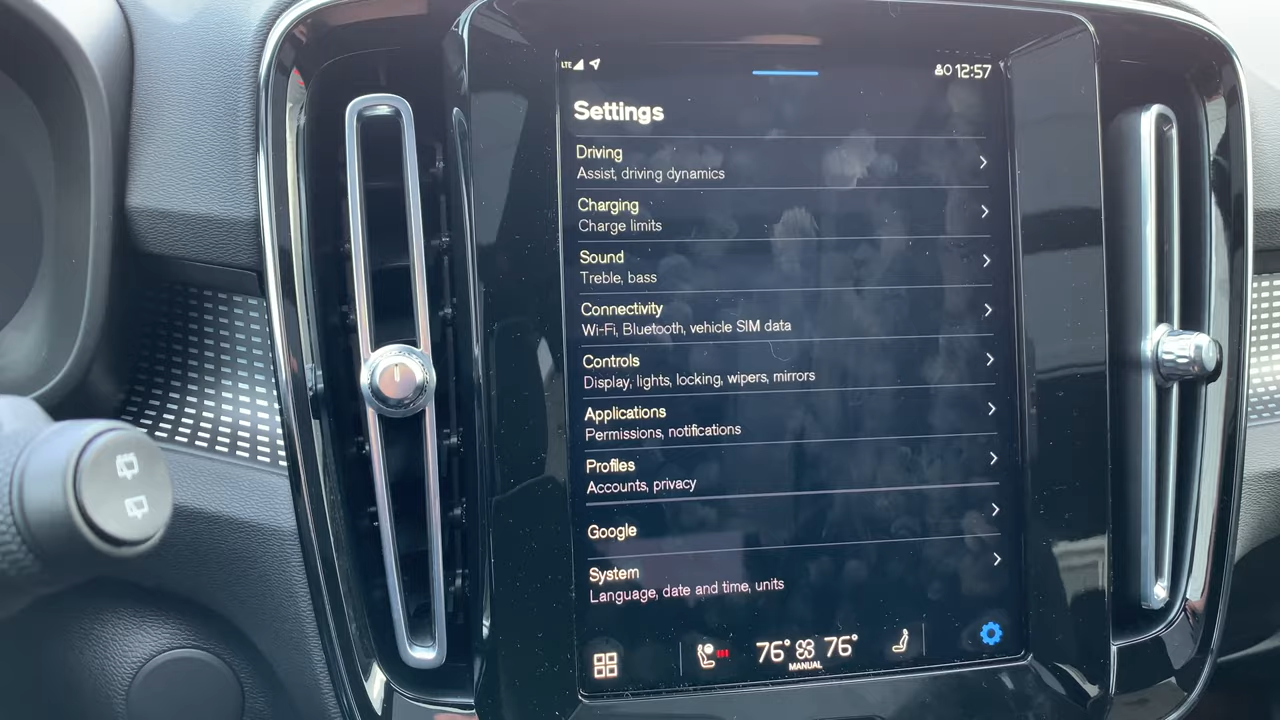 LTE
12:57
Settings
Driving
Assist, driving dynamics
Charging
Charge limits
Sound
Treble, bass
Connectivity
Wi-Fi, Bluetooth, vehicle SIM data
Controls
Display, lights, locking, wipers, mirrors
Applications
Permissions, notifications
Profiles
Accounts, privacy
Google
System
Language, date and time, units
76° 76°
MANUAL